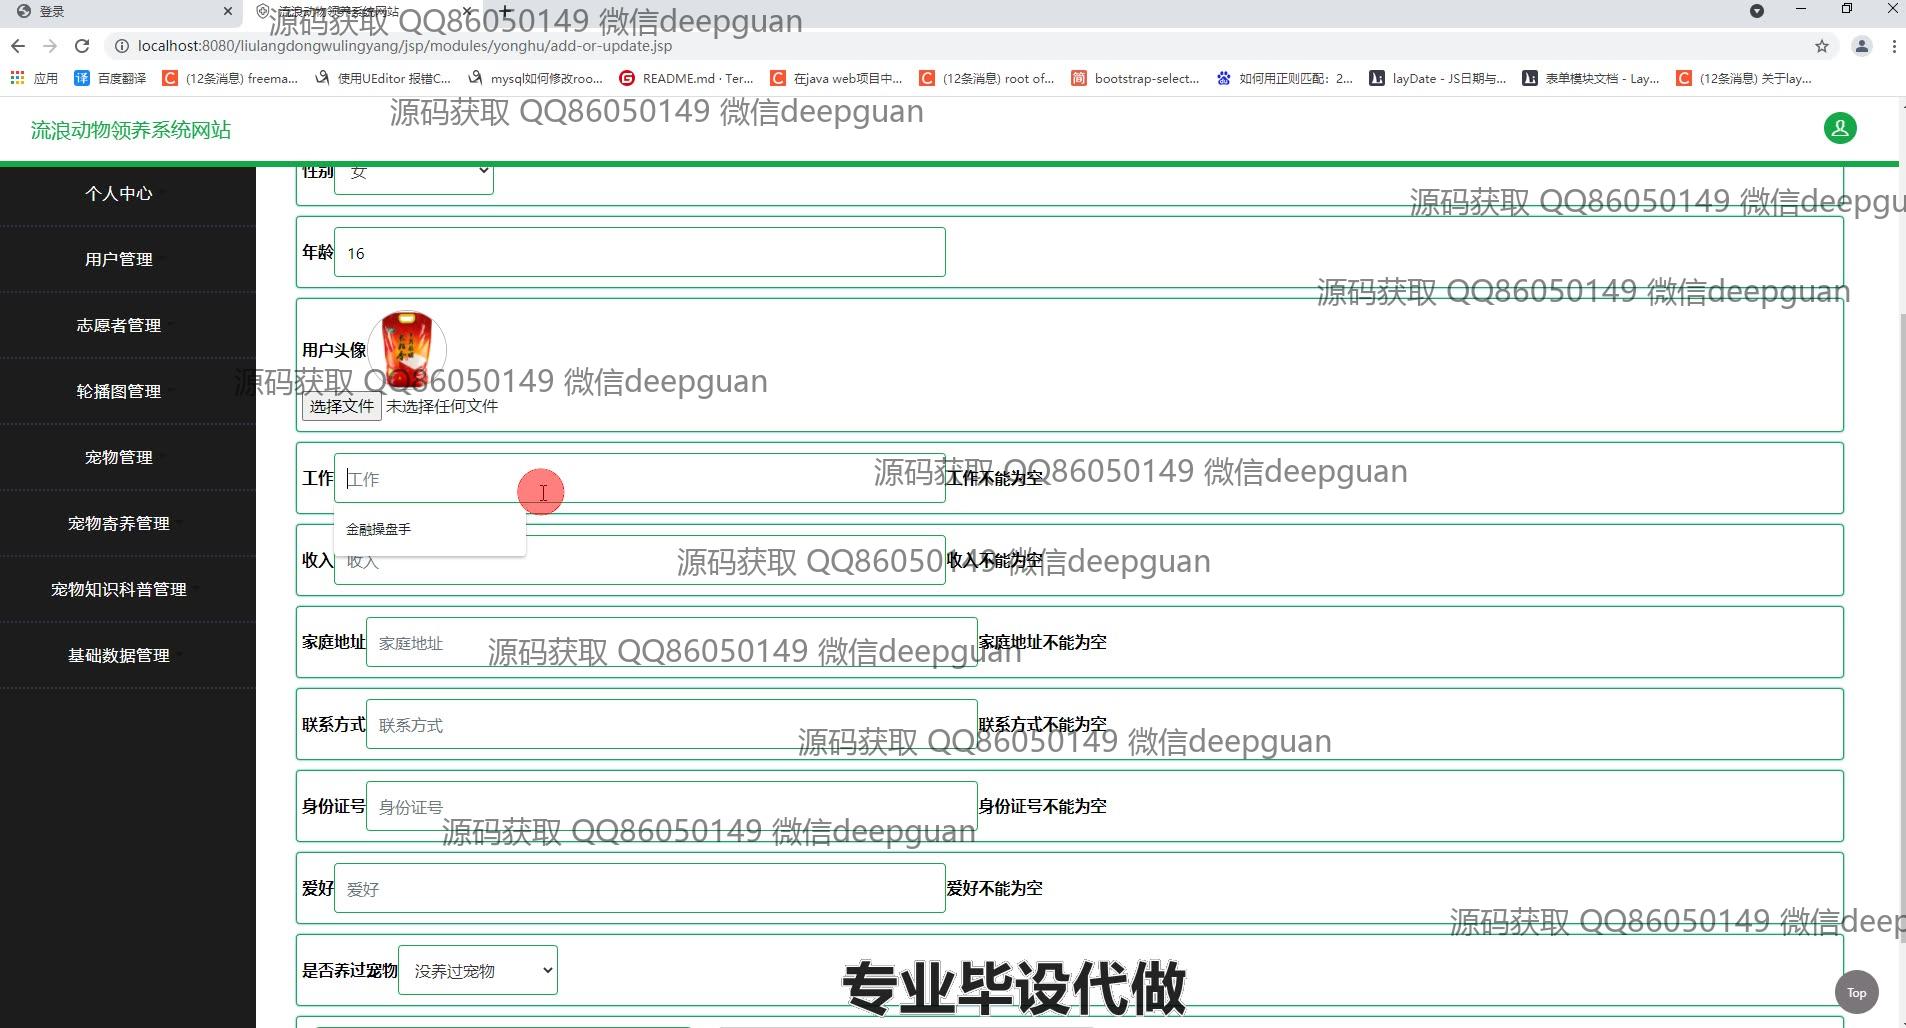 登录
流浪动物领养系统网站
源码获取 QQ86050149 微信deepguan
localhost:8080/liulangdongwulingyang/jsp/modules/yonghu/add-or-update.jsp
应用
百度翻译
(12条消息) freema...
使用UEditor 报错C...
mysql如何修改roo...
README.md · Ter...
在java web项目中...
(12条消息) root of...
bootstrap-select...
如何用正则匹配：2...
layDate - JS日期与...
表单模块文档 - Lay...
(12条消息) 关于lay...
源码获取 QQ86050149 微信deepguan
流浪动物领养系统网站
个人中心
用户管理
志愿者管理
轮播图管理
宠物管理
宠物寄养管理
宠物知识科普管理
基础数据管理
性别 女
源码获取 QQ86050149 微信deepgu
年龄 16
源码获取 QQ86050149 微信deepguan
用户头像
源码获取 QQ86050149 微信deepguan
选择文件 未选择任何文件
工作 工作 工作不能为空
源码获取 QQ86050149 微信deepguan
金融操盘手
收入 收入 收入不能为空
源码获取 QQ86050149 微信deepguan
家庭地址 家庭地址 家庭地址不能为空
源码获取 QQ86050149 微信deepguan
联系方式 联系方式 联系方式不能为空
源码获取 QQ86050149 微信deepguan
身份证号 身份证号 身份证号不能为空
源码获取 QQ86050149 微信deepguan
爱好 爱好 爱好不能为空
源码获取 QQ86050149 微信deep
是否养过宠物 没养过宠物
专业毕设代做
Top